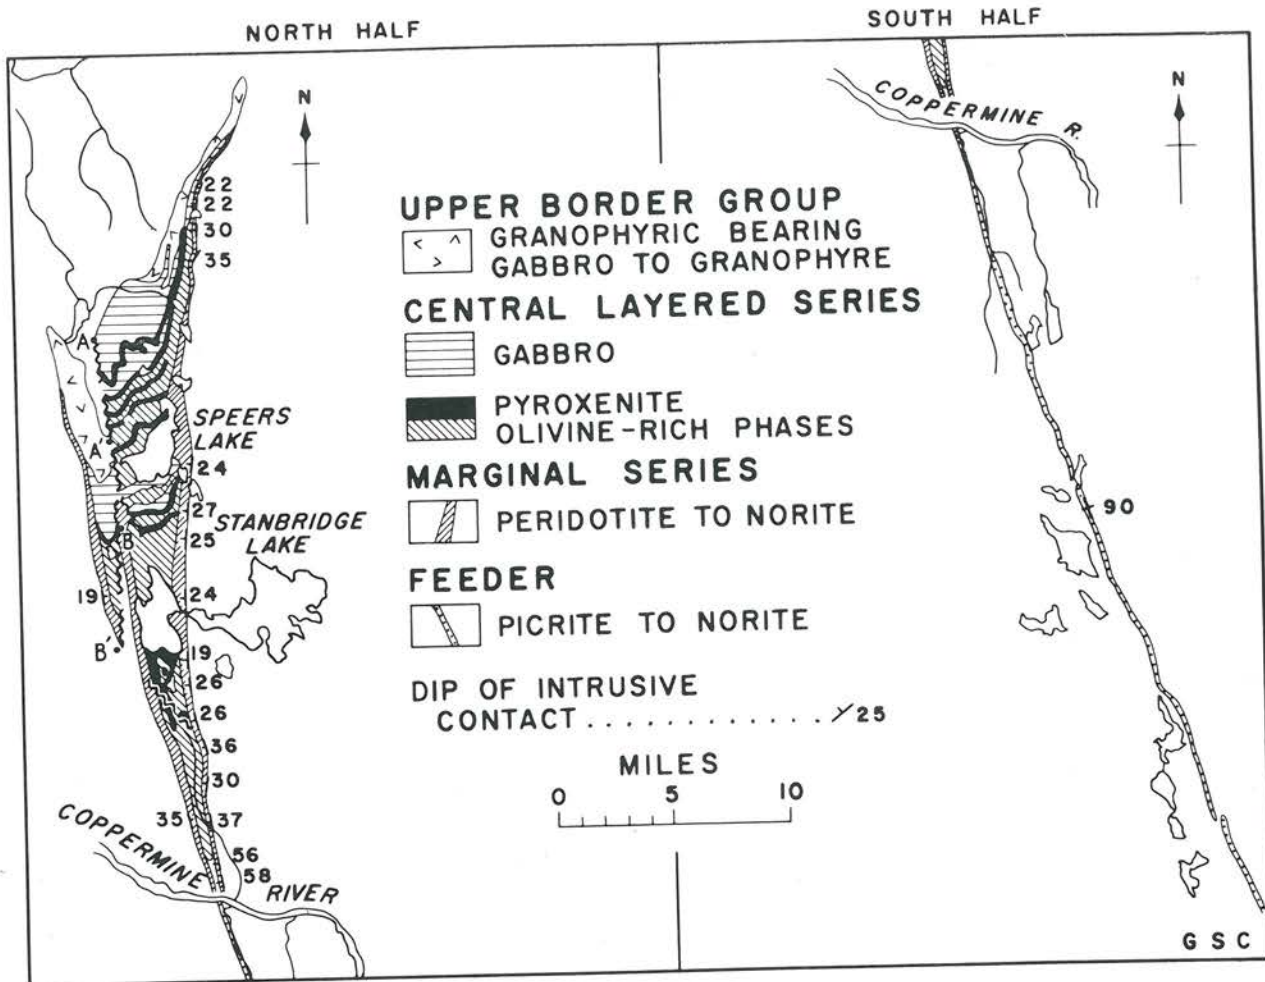 NORTH HALF
SOUTH HALF
N
22
22
30
35
A
SPEERS
LAKE
A'
24
27
STANBRIDGE
LAKE
B
25
19
24
B'
19
26
26
36
30
35
37
COPPERMINE
RIVER
56
58
UPPER BORDER GROUP
GRANOPHYRIC BEARING
GABBRO TO GRANOPHYRE
CENTRAL LAYERED SERIES
GABBRO
PYROXENITE
OLIVINE-RICH PHASES
MARGINAL SERIES
PERIDOTITE TO NORITE
FEEDER
PICRITE TO NORITE
DIP OF INTRUSIVE
CONTACT ............. 25
MILES
0 5 10
N
COPPERMINE R.
90
GSC